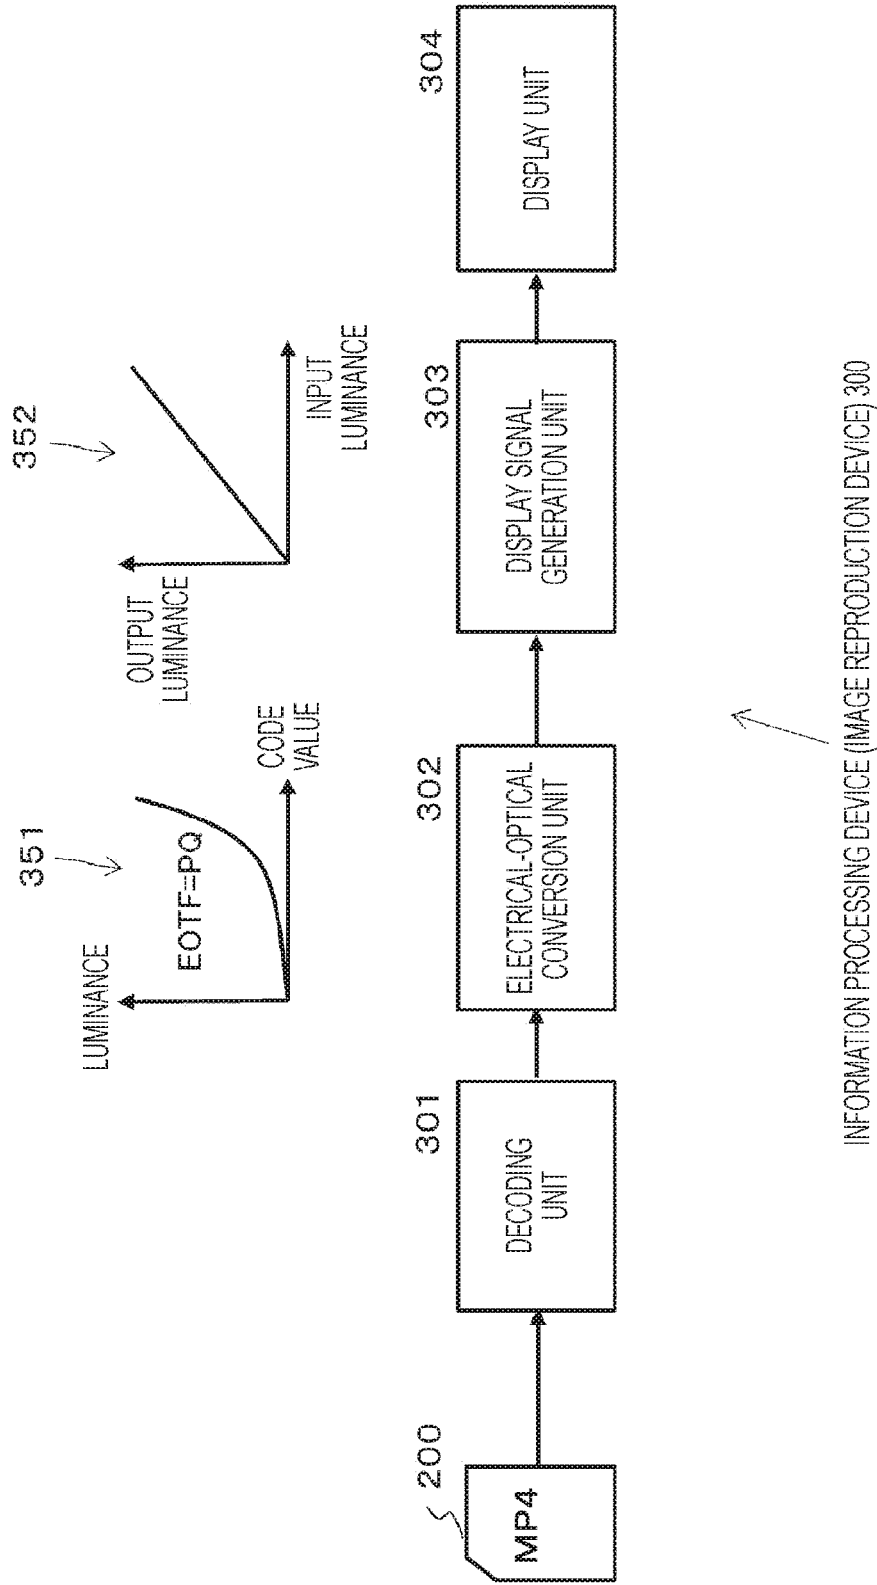 351
LUMINANCE
EOTF=PQ
CODE
VALUE
352
OUTPUT
LUMINANCE
INPUT
LUMINANCE
200
MP4
301
DECODING
UNIT
302
ELECTRICAL-OPTICAL
CONVERSION UNIT
303
DISPLAY SIGNAL
GENERATION UNIT
304
DISPLAY UNIT
INFORMATION PROCESSING DEVICE (IMAGE REPRODUCTION DEVICE) 300